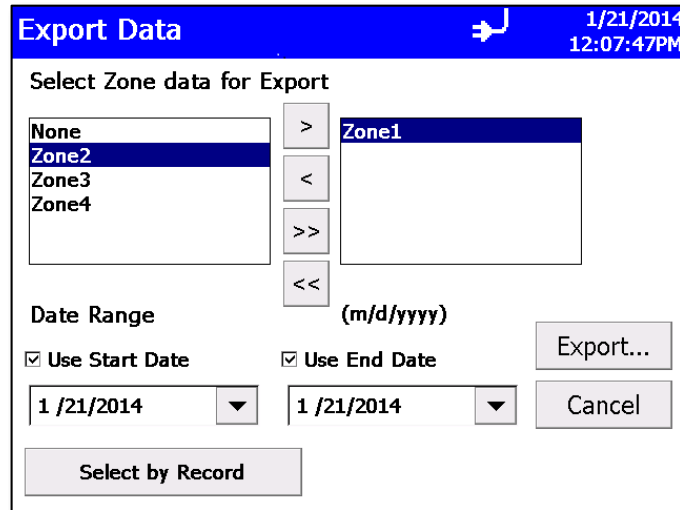 Export Data
1/21/2014
12:07:47PM
Select Zone data for Export
None
Zone2
Zone3
Zone4
>
<
>>
<<
Zone1
Date Range
(m/d/yyyy)
Use Start Date
Use End Date
1 /21/2014
1 /21/2014
Export...
Cancel
Select by Record